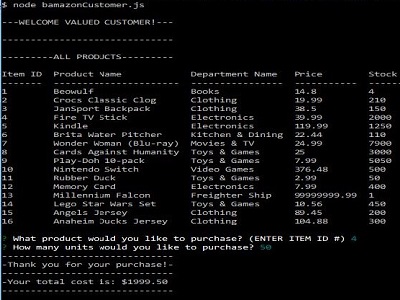 $ node bamazonCustomer.js
---WELCOME VALUED CUSTOMER!---
------------------------------
---------ALL PRODUCTS---------
Item ID  Product Name  Department Name  Price  Stock
1  Beowulf  Books  14.8  4
2  Crocs Classic Clog  Clothing  19.99  210
3  JanSport Backpack  Clothing  38.5  150
4  Fire TV Stick  Electronics  39.99  2000
5  Kindle  Electronics  119.99  1250
6  Brita Water Pitcher  Kitchen & Dining  22.44  110
7  Wonder Woman (Blu-ray)  Movies & TV  24.99  7900
8  Cards Against Humanity  Toys & Games  25  3000
9  Play-Doh 10-pack  Toys & Games  7.99  5050
10  Nintendo Switch  Video Games  376.48  500
11  Rubber Duck  Toys & Games  2.99  50
12  Memory Card  Electronics  7.99  400
13  Millennium Falcon  Freighter Ship  99999999.99  1
14  Lego Star Wars Set  Toys & Games  10.56  450
15  Angels Jersey  Clothing  89.45  200
16  Anaheim Jucks Jersey  Clothing  104.88  300
? What product would you like to purchase? (ENTER ITEM ID #) 4
? How many units would you like to purchase? 50
------------------------------
-Thank you for your purchase!-
------------------------------
-Your total cost is: $1999.50
------------------------------